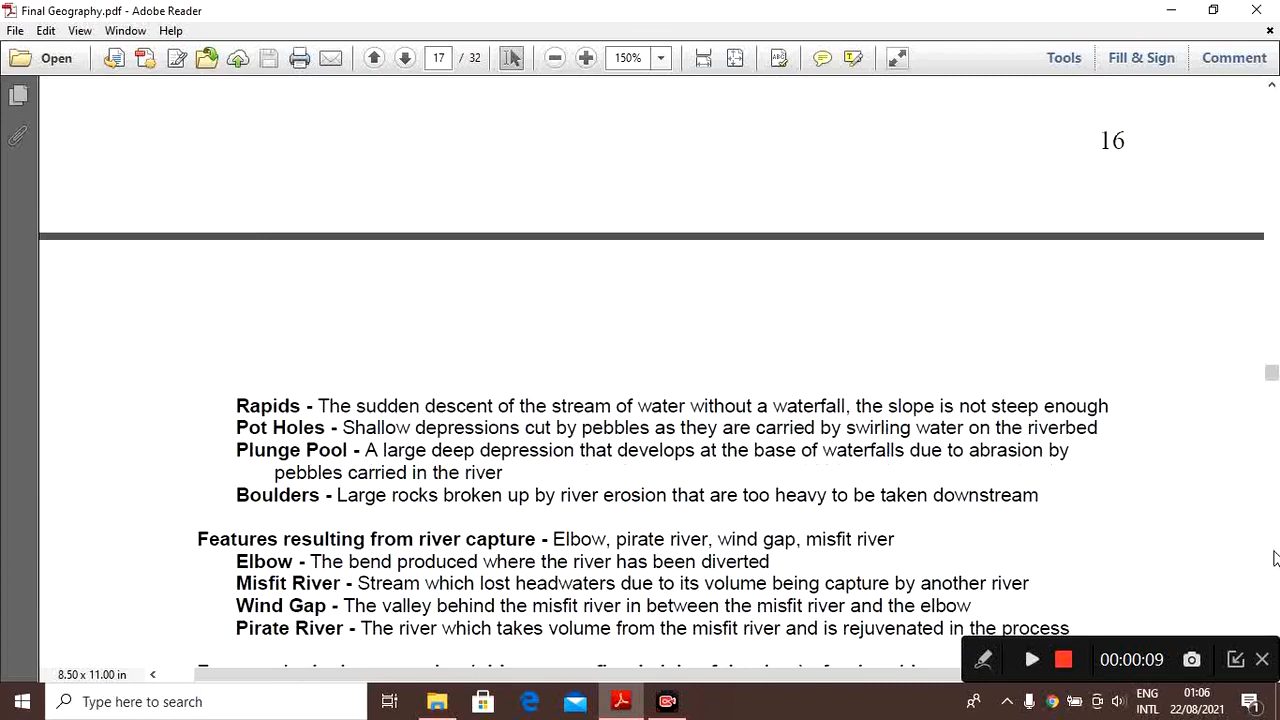 Final Geography.pdf - Adobe Reader
File Edit View Window Help
Open 17 / 32 150% Tools Fill & Sign Comment
16
Rapids - The sudden descent of the stream of water without a waterfall, the slope is not steep enough
Pot Holes - Shallow depressions cut by pebbles as they are carried by swirling water on the riverbed
Plunge Pool - A large deep depression that develops at the base of waterfalls due to abrasion by
pebbles carried in the river
Boulders - Large rocks broken up by river erosion that are too heavy to be taken downstream
Features resulting from river capture - Elbow, pirate river, wind gap, misfit river
Elbow - The bend produced where the river has been diverted
Misfit River - Stream which lost headwaters due to its volume being capture by another river
Wind Gap - The valley behind the misfit river in between the misfit river and the elbow
Pirate River - The river which takes volume from the misfit river and is rejuvenated in the process
00:00:09
8.50 x 11.00 in
Type here to search
ENG 01:06
INTL 22/08/2021 1